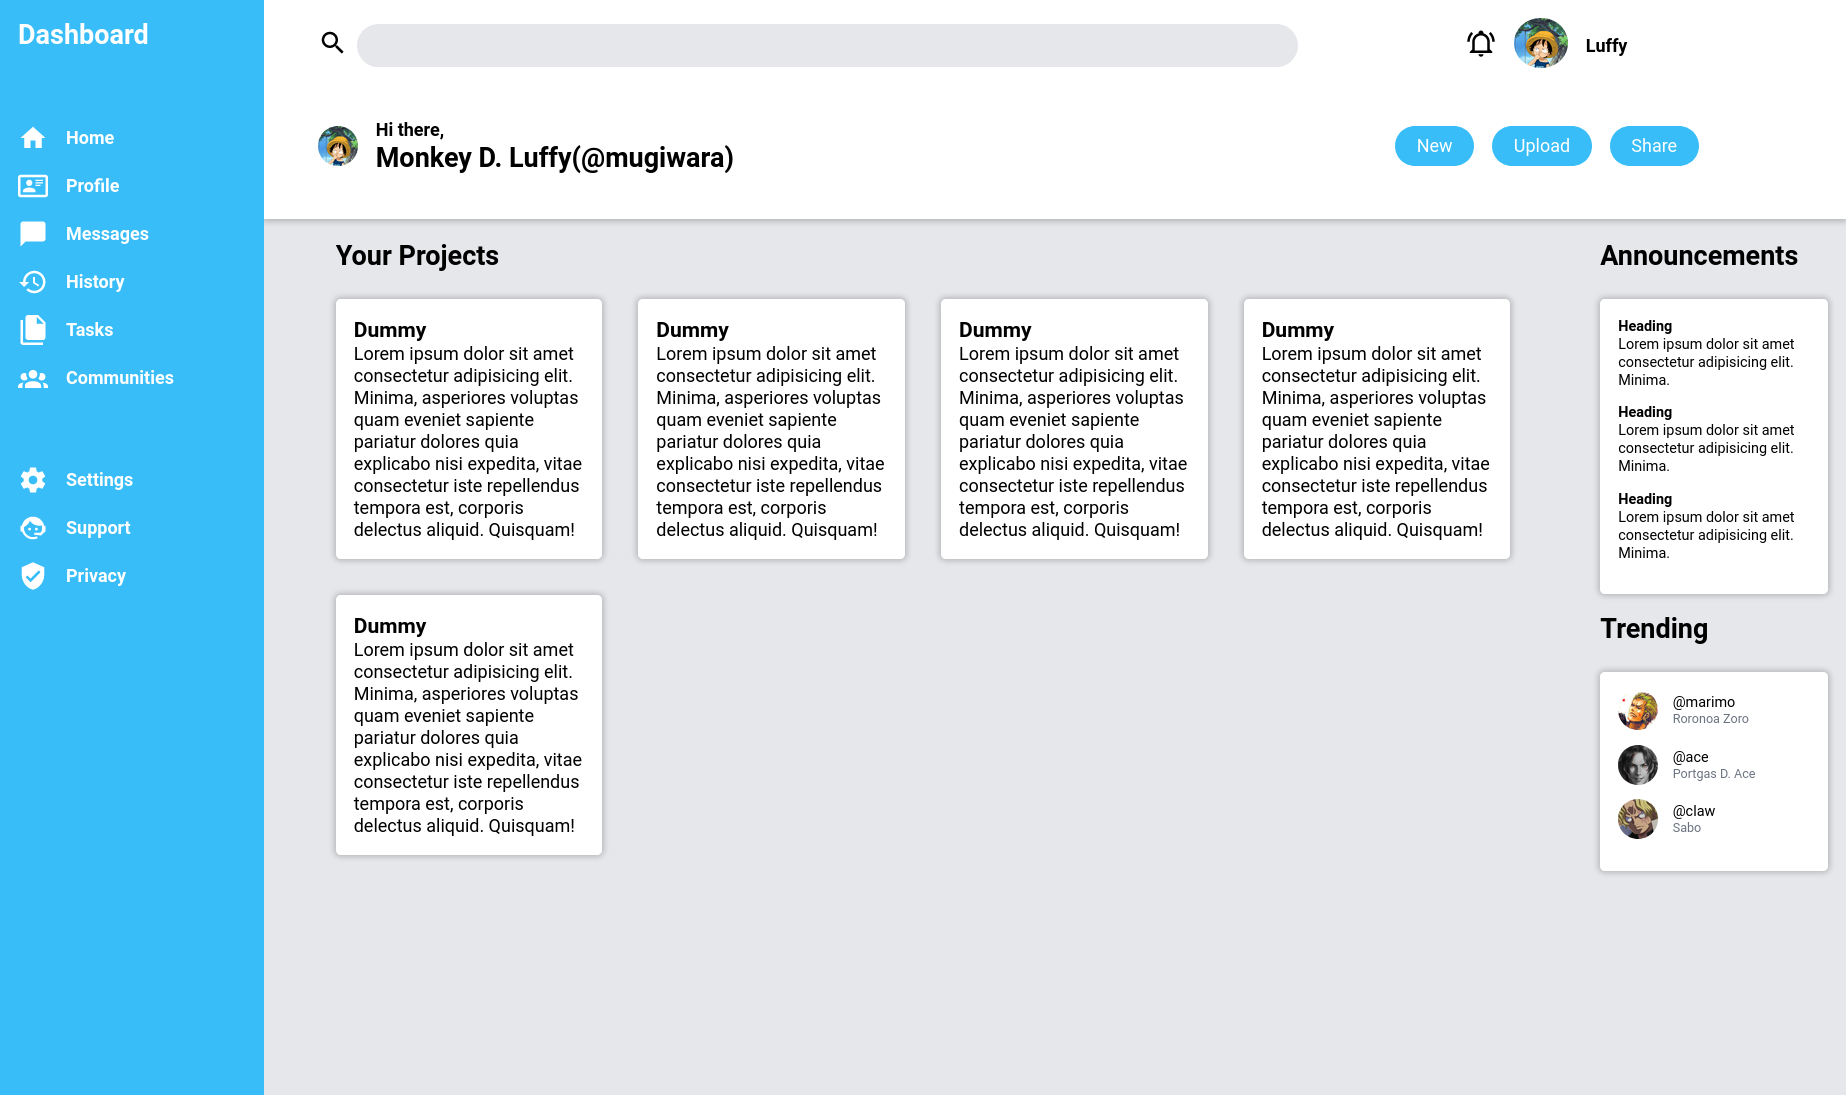 Dashboard
Home
Profile
Messages
History
Tasks
Communities
Settings
Support
Privacy
Luffy
Hi there,
Monkey D. Luffy(@mugiwara)
New
Upload
Share
Your Projects
Dummy
Lorem ipsum dolor sit amet
consectetur adipisicing elit.
Minima, asperiores voluptas
quam eveniet sapiente
pariatur dolores quia
explicabo nisi expedita, vitae
consectetur iste repellendus
tempora est, corporis
delectus aliquid. Quisquam!
Dummy
Lorem ipsum dolor sit amet
consectetur adipisicing elit.
Minima, asperiores voluptas
quam eveniet sapiente
pariatur dolores quia
explicabo nisi expedita, vitae
consectetur iste repellendus
tempora est, corporis
delectus aliquid. Quisquam!
Dummy
Lorem ipsum dolor sit amet
consectetur adipisicing elit.
Minima, asperiores voluptas
quam eveniet sapiente
pariatur dolores quia
explicabo nisi expedita, vitae
consectetur iste repellendus
tempora est, corporis
delectus aliquid. Quisquam!
Dummy
Lorem ipsum dolor sit amet
consectetur adipisicing elit.
Minima, asperiores voluptas
quam eveniet sapiente
pariatur dolores quia
explicabo nisi expedita, vitae
consectetur iste repellendus
tempora est, corporis
delectus aliquid. Quisquam!
Dummy
Lorem ipsum dolor sit amet
consectetur adipisicing elit.
Minima, asperiores voluptas
quam eveniet sapiente
pariatur dolores quia
explicabo nisi expedita, vitae
consectetur iste repellendus
tempora est, corporis
delectus aliquid. Quisquam!
Announcements
Heading
Lorem ipsum dolor sit amet
consectetur adipisicing elit.
Minima.
Heading
Lorem ipsum dolor sit amet
consectetur adipisicing elit.
Minima.
Heading
Lorem ipsum dolor sit amet
consectetur adipisicing elit.
Minima.
Trending
@marimo
Roronoa Zoro
@ace
Portgas D. Ace
@claw
Sabo